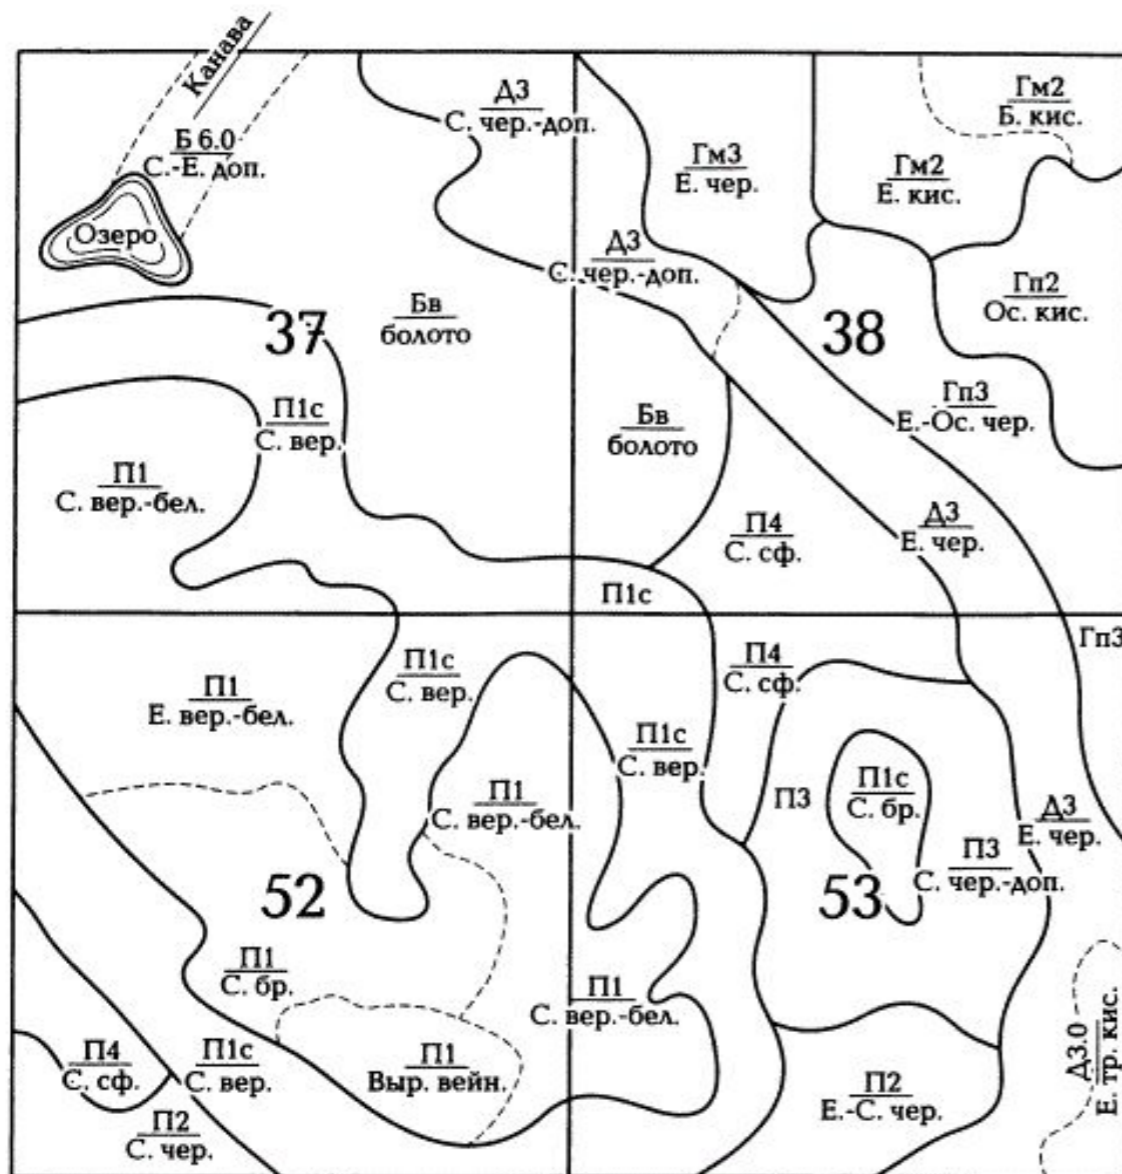 Канава
Б 6.0
С.-Е. доп.
Озеро
Д3
С. чер.-доп.
Гм3
Е. чер.
Гм2
Б. кис.
Гм2
Е. кис.
Д3
С. чер.-доп.
Гп2
Ос. кис.
37
Бв
болото
38
П1с
С. вер.
Гп3
Е.-Ос. чер.
Бв
болото
П1
С. вер.-бел.
П4
С. сф.
Д3
Е. чер.
П1с
Гп3
П1
Е. вер.-бел.
П1с
С. вер.
П4
С. сф.
П1с
С. вер.
П1
С. вер.-бел.
П3
П1с
С. бр.
Д3
Е. чер.
П3
С. чер.-доп.
52
53
П1
С. бр.
П1
С. вер.-бел.
Д3.0
Е. тр. кис.
П4
С. сф.
П1с
С. вер.
П1
Выр. вейн.
П2
Е.-С. чер.
П2
С. чер.